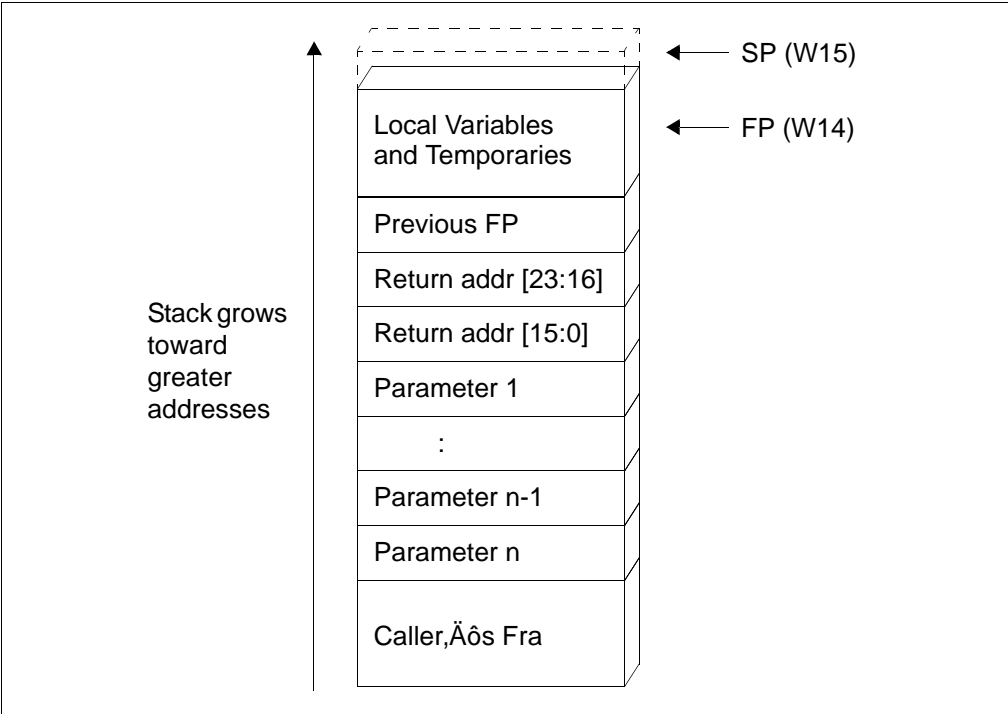 SP (W15)
Local Variables
and Temporaries
FP (W14)
Previous FP
Return addr [23:16]
Return addr [15:0]
Stack grows
toward
greater
addresses
Parameter 1
:
Parameter n-1
Parameter n
Caller‚Äôs Fra